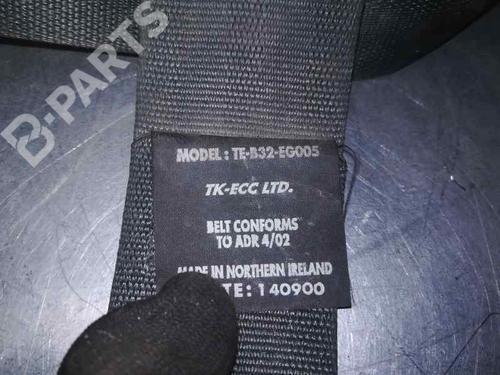 B-PARTS
MODEL : TE-B32-EG005
TK-ECC LTD.
BELT CONFORMS
TO ADR 4/02
MADE IN NORTHERN IRELAND
TE: 140900